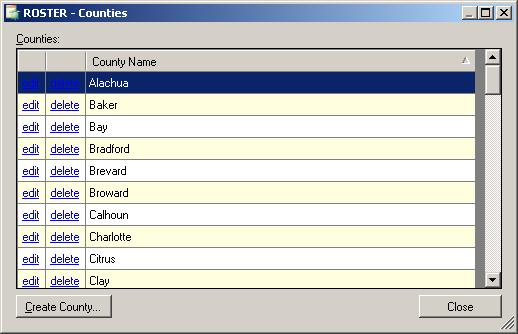 ROSTER - Counties
Counties:
County Name
edit delete Alachua
edit delete Baker
edit delete Bay
edit delete Bradford
edit delete Brevard
edit delete Broward
edit delete Calhoun
edit delete Charlotte
edit delete Citrus
edit delete Clay
Create County... Close